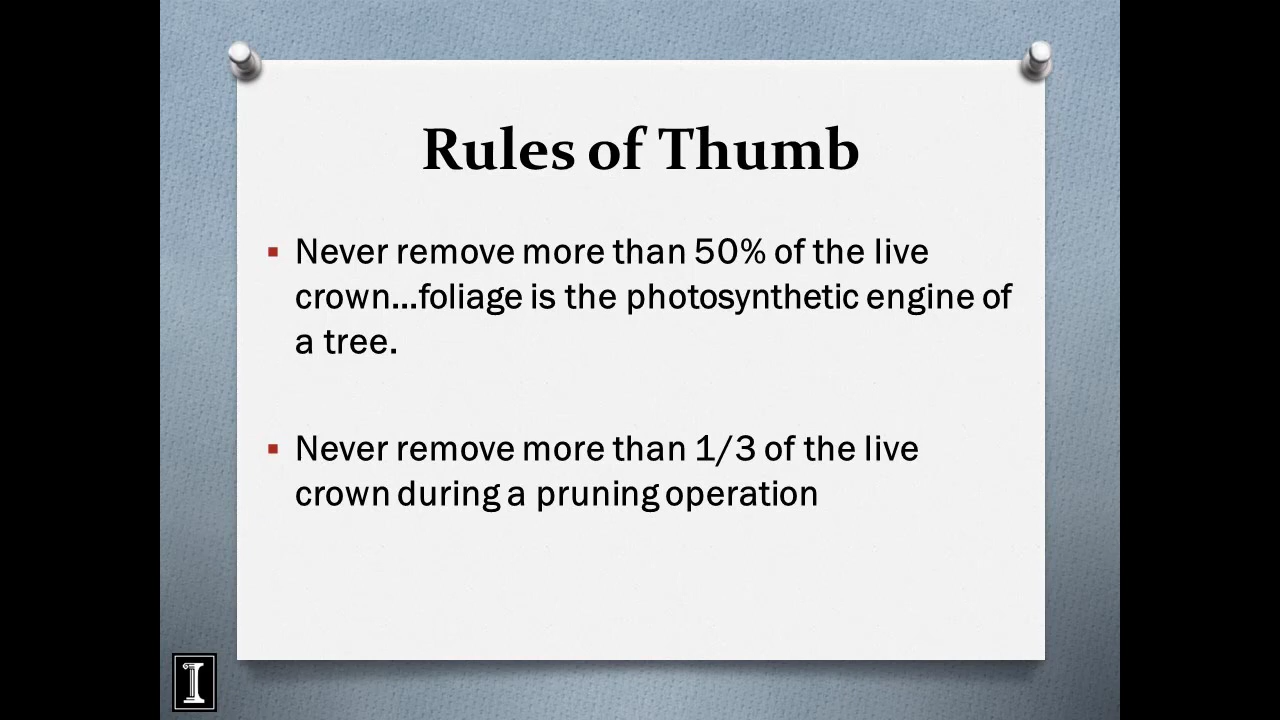 Rules of Thumb
▪ Never remove more than 50% of the live
crown...foliage is the photosynthetic engine of
a tree.
▪ Never remove more than 1/3 of the live
crown during a pruning operation
I